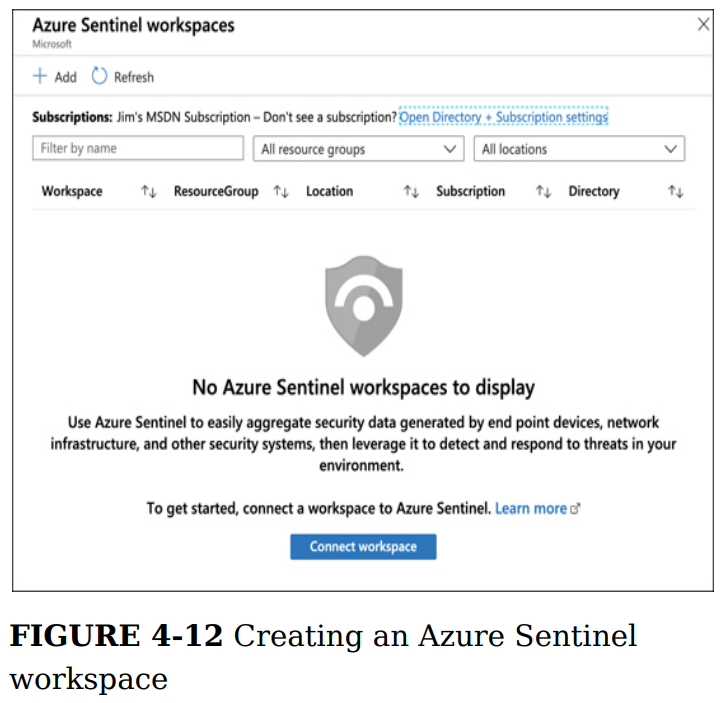 Azure Sentinel workspaces
Microsoft
Add Refresh
Subscriptions: Jim's MSDN Subscription – Don't see a subscription? Open Directory + Subscription settings
Filter by name All resource groups All locations
Workspace ResourceGroup Location Subscription Directory
No Azure Sentinel workspaces to display
Use Azure Sentinel to easily aggregate security data generated by end point devices, network
infrastructure, and other security systems, then leverage it to detect and respond to threats in your
environment.
To get started, connect a workspace to Azure Sentinel. Learn more
Connect workspace
FIGURE 4-12 Creating an Azure Sentinel
workspace